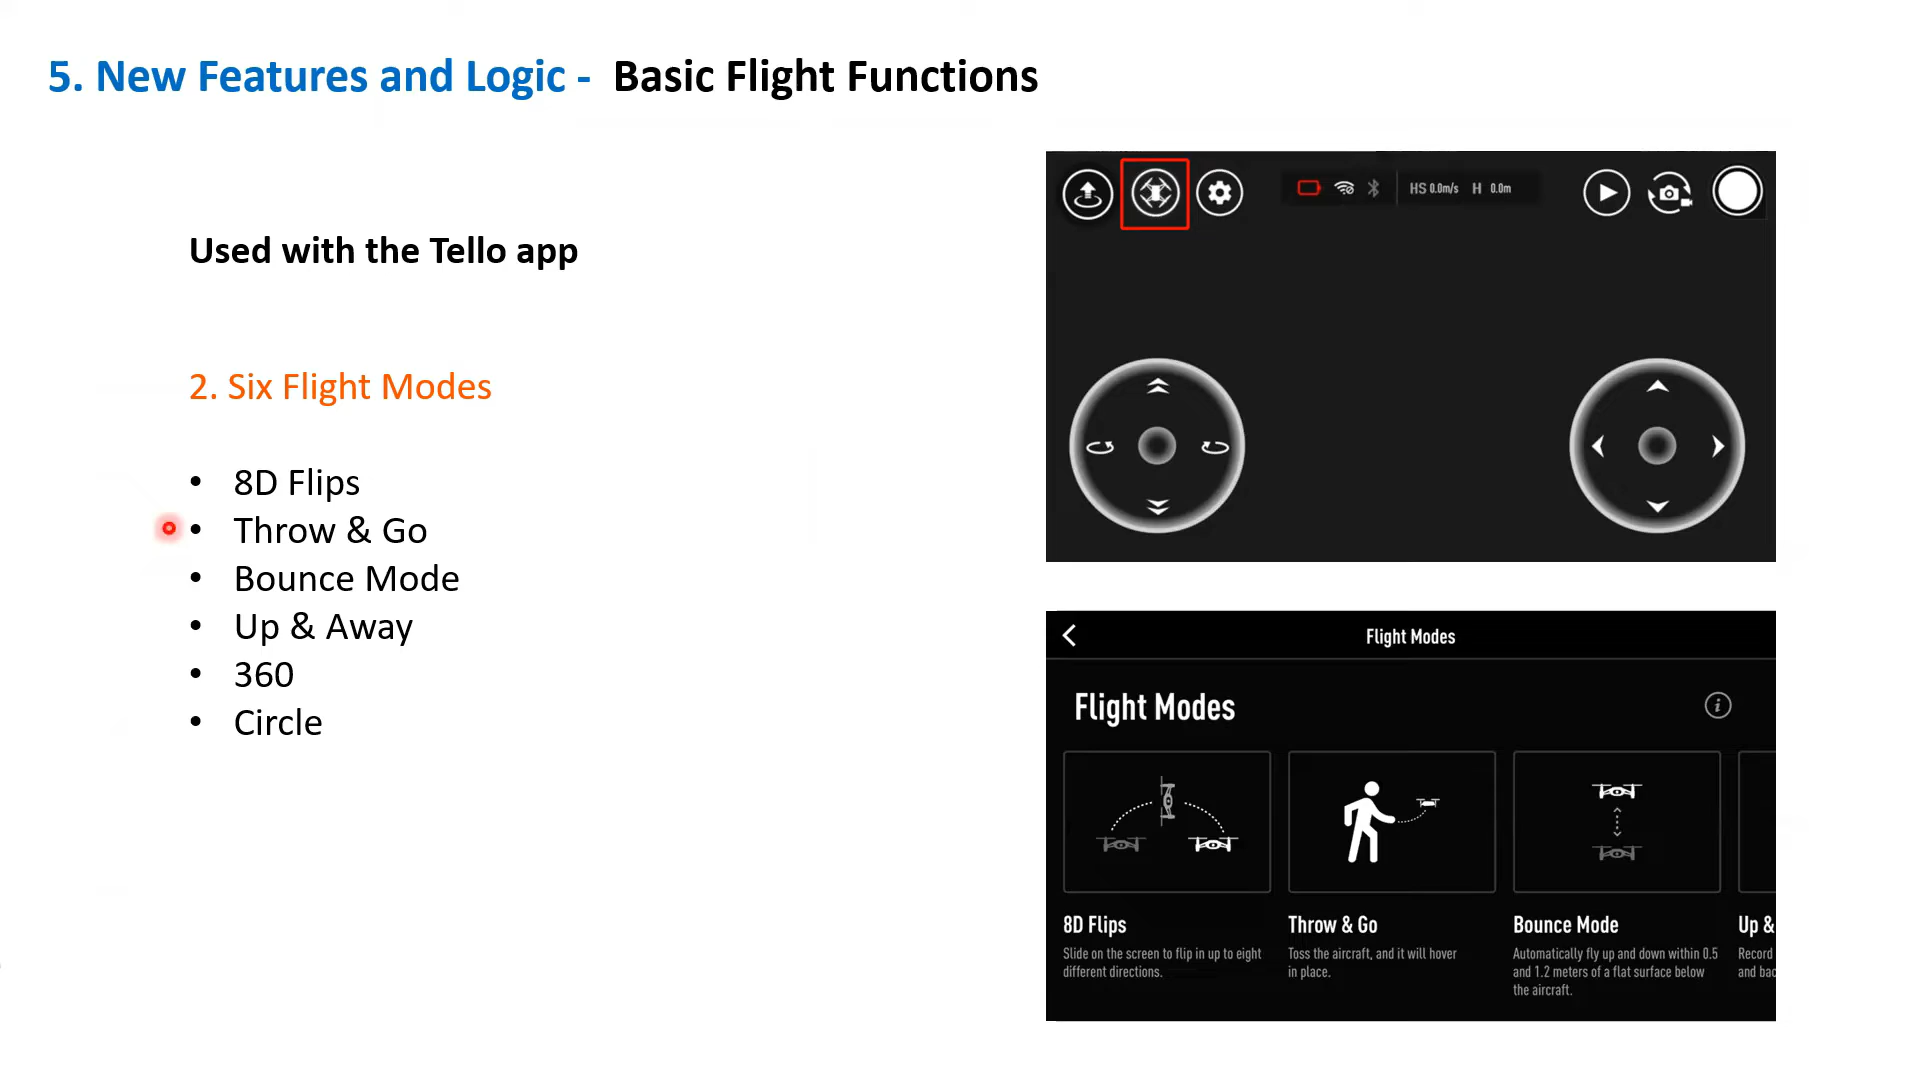 5. New Features and Logic - Basic Flight Functions
Used with the Tello app
2. Six Flight Modes
• 8D Flips
• Throw & Go
• Bounce Mode
• Up & Away
• 360
• Circle
HS 0.0m/s H 0.0m
Flight Modes
Flight Modes
8D Flips
Slide on the screen to flip in up to eight
different directions.
Throw & Go
Toss the aircraft, and it will hover
in place.
Bounce Mode
Automatically fly up and down within 0.5
and 1.2 meters of a flat surface below
the aircraft.
Up &
Record
and bac